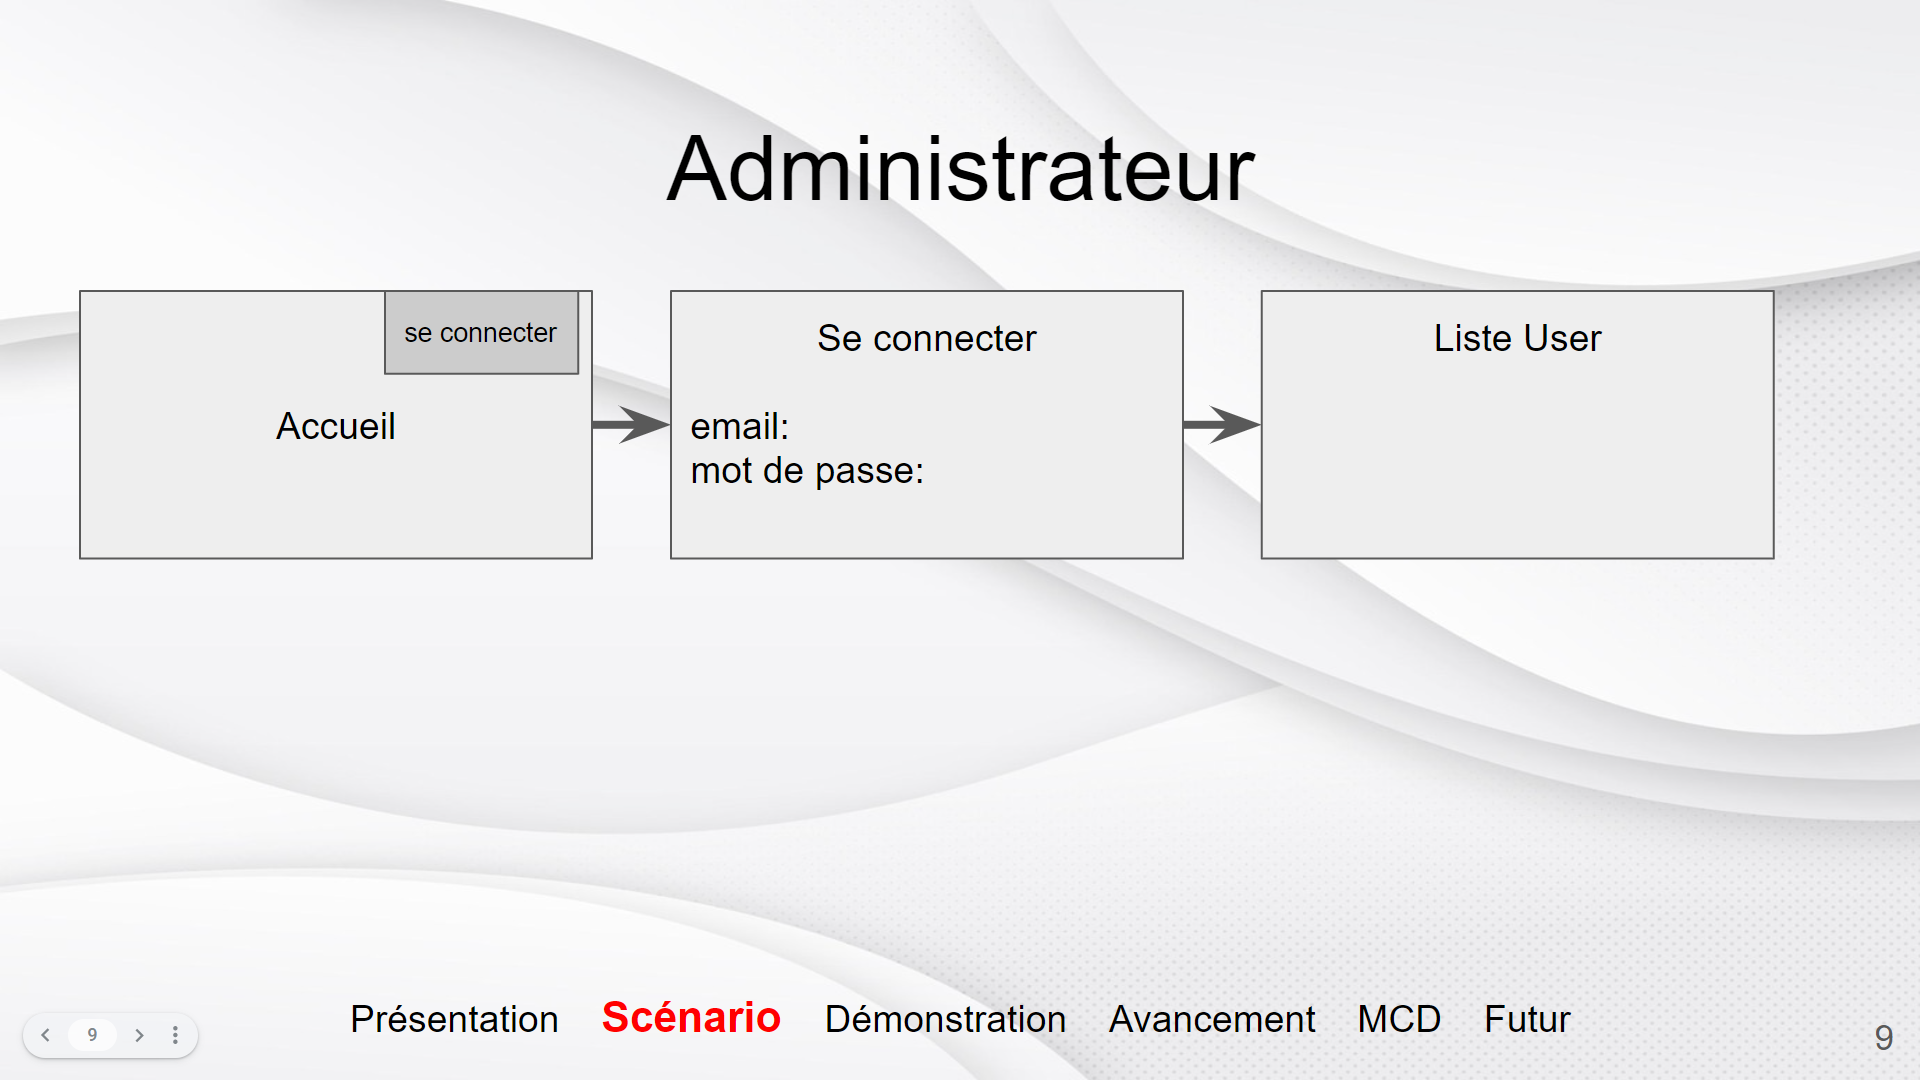 Administrateur
se connecter
Accueil
Se connecter
email:
mot de passe:
Liste User
Présentation Scénario Démonstration Avancement MCD Futur
9
9